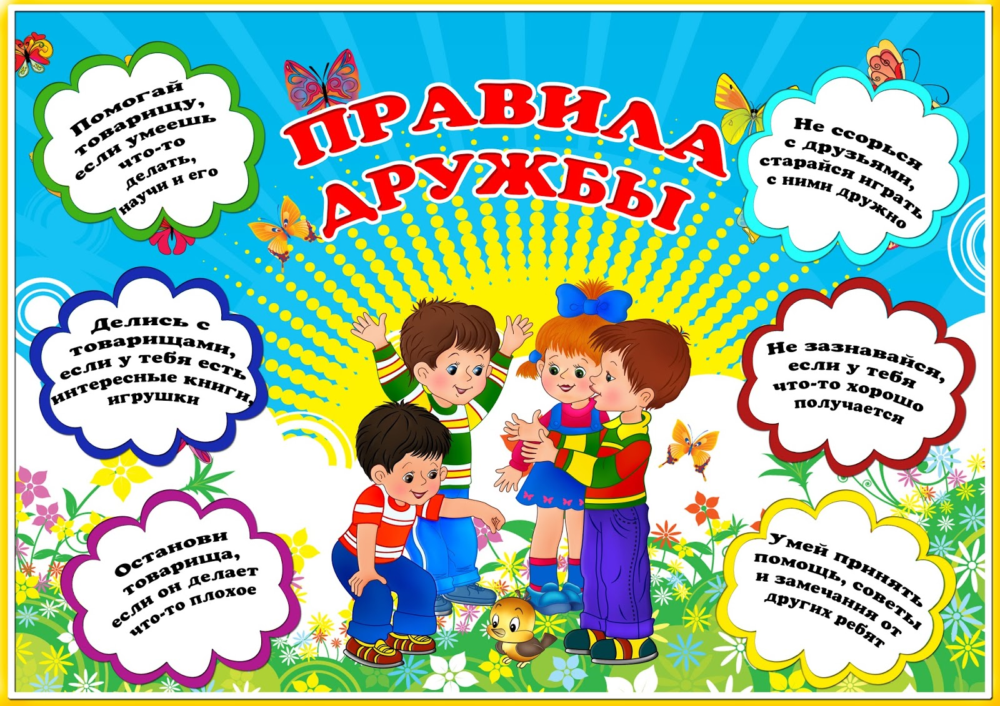 ПРАВИЛА
ДРУЖБЫ
Помогай
товарищу,
если умеешь
что-то
делать,
научи и его
Делись с
товарищами,
если у тебя есть
интересные книги,
игрушки
Останови
товарища,
если он делает
что-то плохое
Не ссорься
с друзьями,
старайся играть
с ними дружно
Не зазнавайся,
если у тебя
что-то хорошо
получается
Умей принять
помощь, советы
и замечания от
других ребят